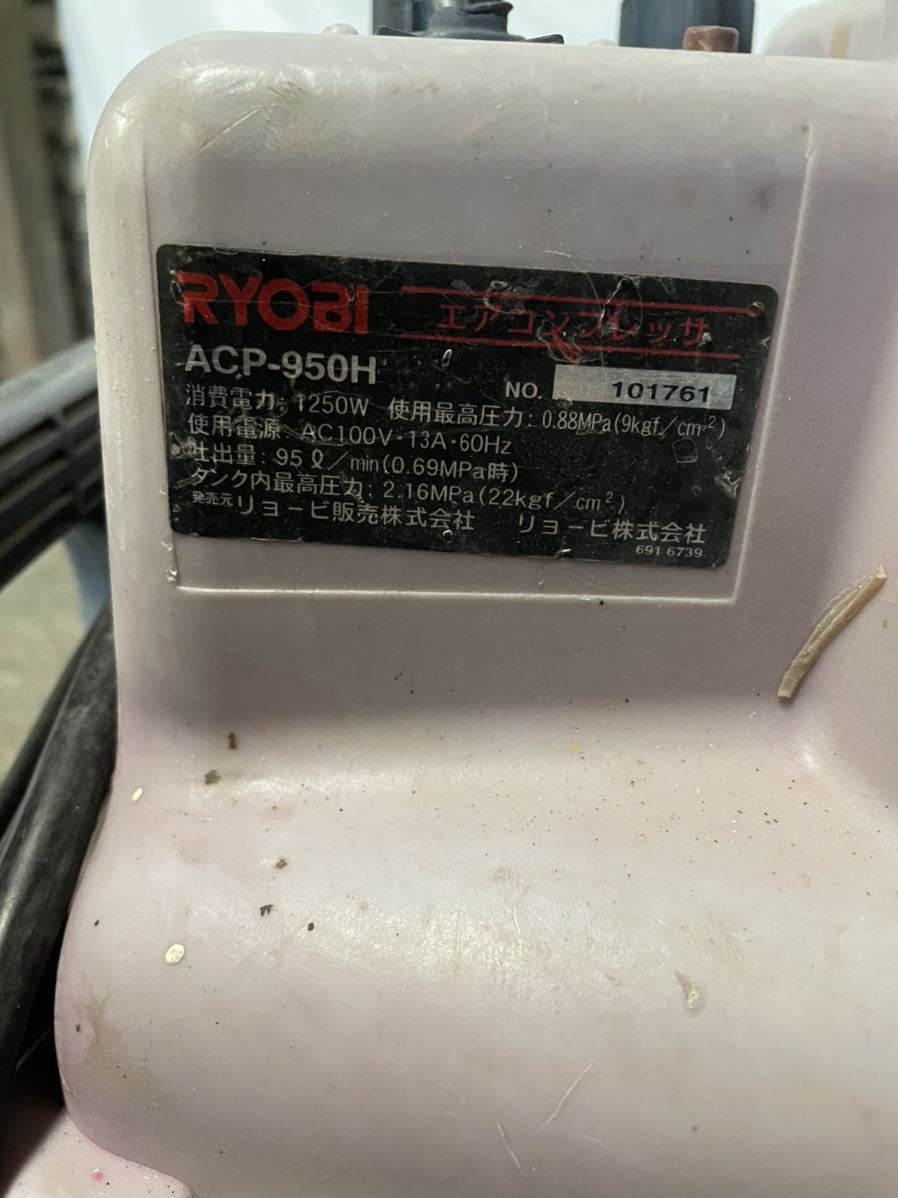 RYOBI エアコンプレッサ
ACP-950H NO. 101761
消費電力: 1250W 使用最高圧力: 0.88MPa(9kgf/cm²)
使用電源: AC100V・13A・60Hz
吐出量: 95ℓ/min(0.69MPa時)
タンク内最高圧力: 2.16MPa(22kgf/cm²)
発売元 リョービ販売株式会社 リョービ株式会社
691 6739